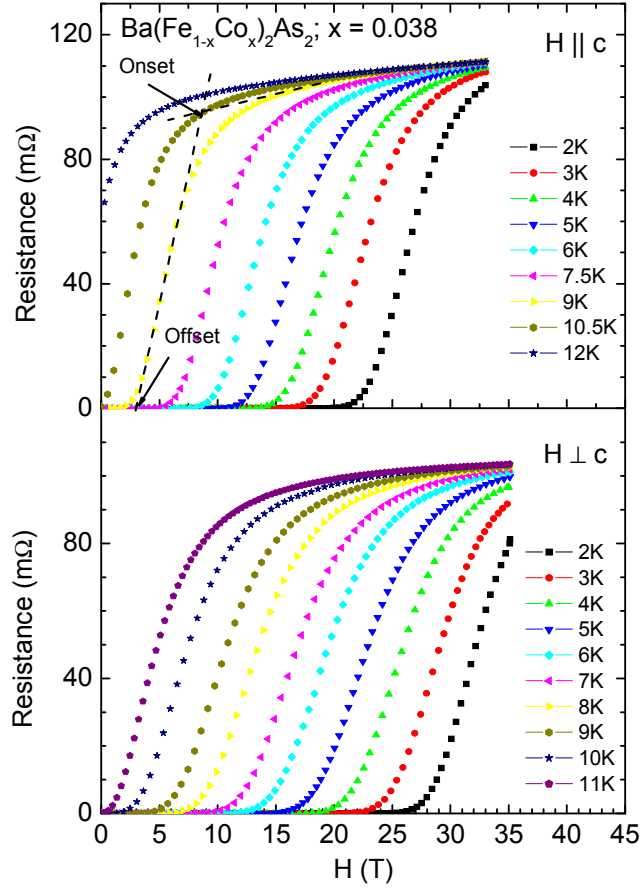 Ba(Fe₁₋ₓCoₓ)₂As₂; x = 0.038
H || c
Onset
Offset
120
80
40
0
Resistance (mΩ)
2K
3K
4K
5K
6K
7.5K
9K
10.5K
12K
H ⊥ c
80
40
0
Resistance (mΩ)
2K
3K
4K
5K
6K
7K
8K
9K
10K
11K
0 5 10 15 20 25 30 35 40 45
H (T)